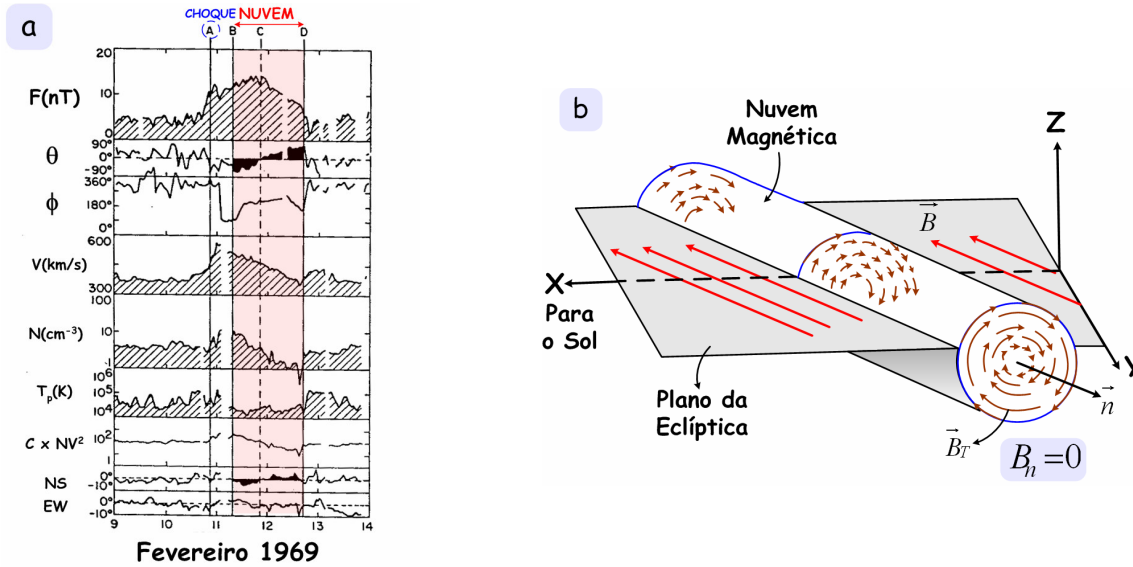 a
CHOQUE NUVEM
A B C D
20
F(nT)
10
0
90°
θ
0°
-90°
360°
ϕ
180°
0°
600
V(km/s)
300
100
N(cm⁻³)
10
1
10⁶
Tp(K)
10⁵
10⁴
C x NV²
10²
1
NS
0°
-10°
EW
0°
-10°
9 10 11 12 13 14
Fevereiro 1969
b
Nuvem
Magnética
Z
B
X
Para
o Sol
Y
Plano da
Eclíptica
n
B_T
B_n=0